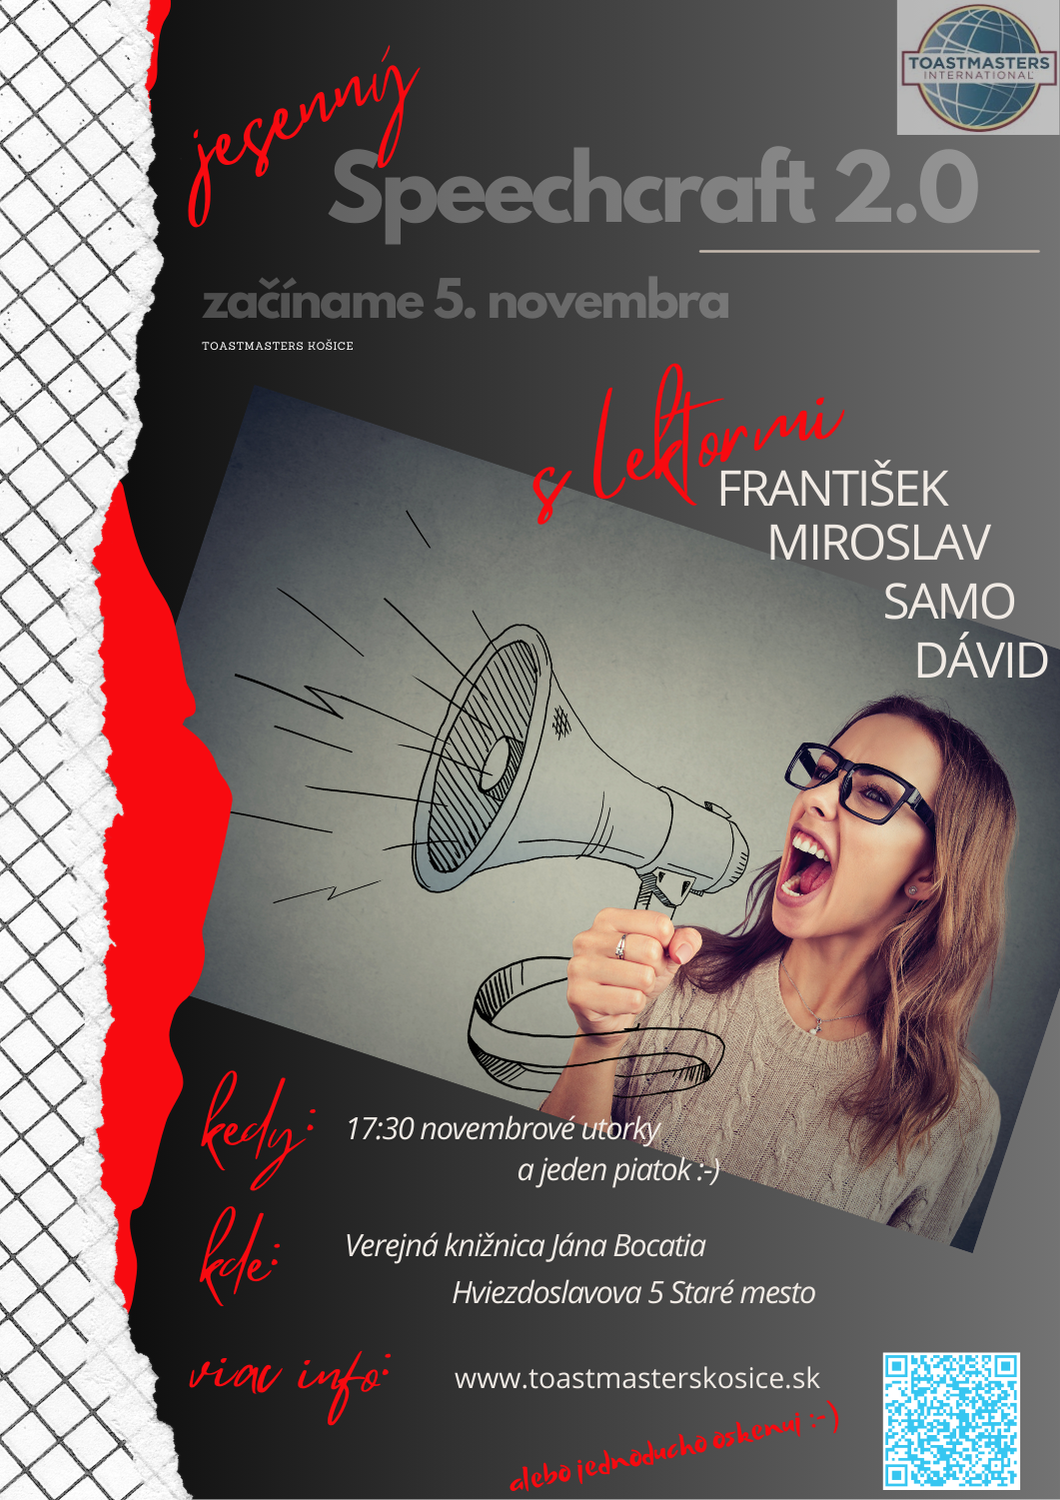 TOASTMASTERS
INTERNATIONAL
jesenný
Speechcraft 2.0
začíname 5. novembra
TOASTMASTERS KOŠICE
s lektormi
FRANTIŠEK
MIROSLAV
SAMO
DÁVID
kedy:
17:30 novembrové utorky
a jeden piatok :-)
kde:
Verejná knižnica Jána Bocatia
Hviezdoslavova 5 Staré mesto
viac info:
www.toastmasterskosice.sk
alebo jednoducho oskenuj :-)